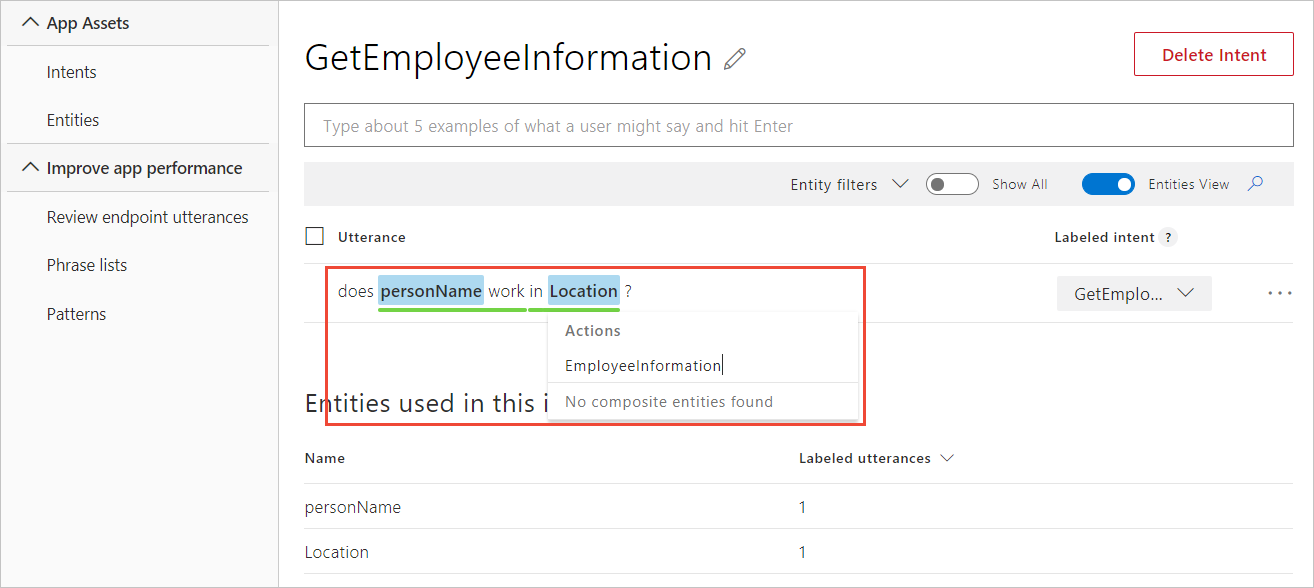 App Assets
Intents
Entities
Improve app performance
Review endpoint utterances
Phrase lists
Patterns
GetEmployeeInformation
Delete Intent
Type about 5 examples of what a user might say and hit Enter
Entity filters Show All Entities View
Utterance Labeled intent ?
does personName work in Location ?
GetEmplo... ...
Actions
EmployeeInformation
No composite entities found
Entities used in this i
Name Labeled utterances
personName 1
Location 1